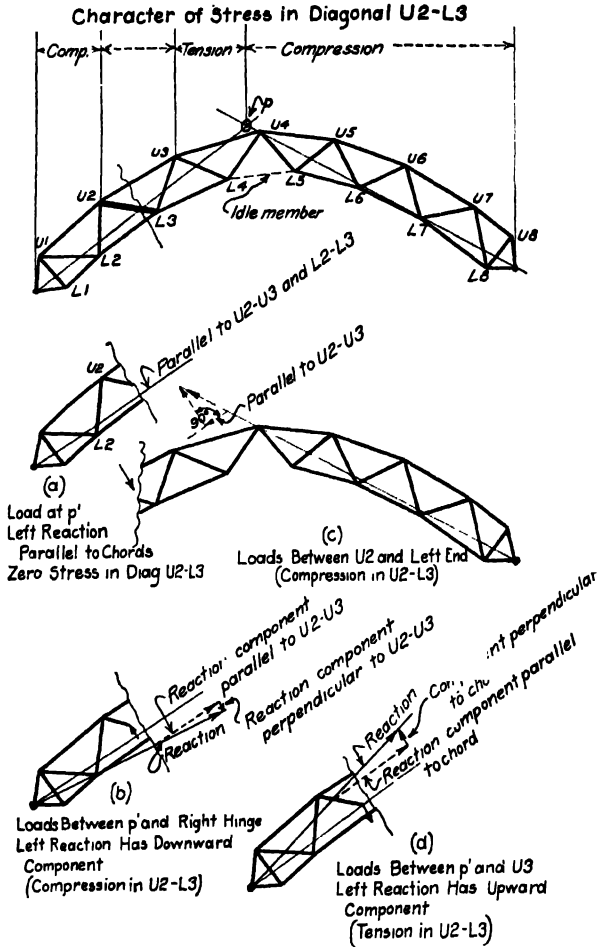 Character of Stress in Diagonal U2-L3
Comp.
Tension
Compression
p
U4
U5
U3
U6
U2
L4
L5
U7
L3
L6
Idle member
U1
L2
L7
U8
L1
L8
Parallel to U2-U3 and L2-L3
Parallel to U2-U3
U2
90°
L2
(a)
Load at p'
Left Reaction
Parallel to Chords
Zero Stress in Diag U2-L3
(c)
Loads Between U2 and Left End
(Compression in U2-L3)
Reaction component
parallel to U2-U3
Reaction component
perpendicular to U2-U3
Reaction
(b)
Loads Between p' and Right Hinge
Left Reaction Has Downward
Component
(Compression in U2-L3)
Reaction
perpendicular
to
Reaction component parallel
to chord
(d)
Loads Between p' and U3
Left Reaction Has Upward
Component
(Tension in U2-L3)